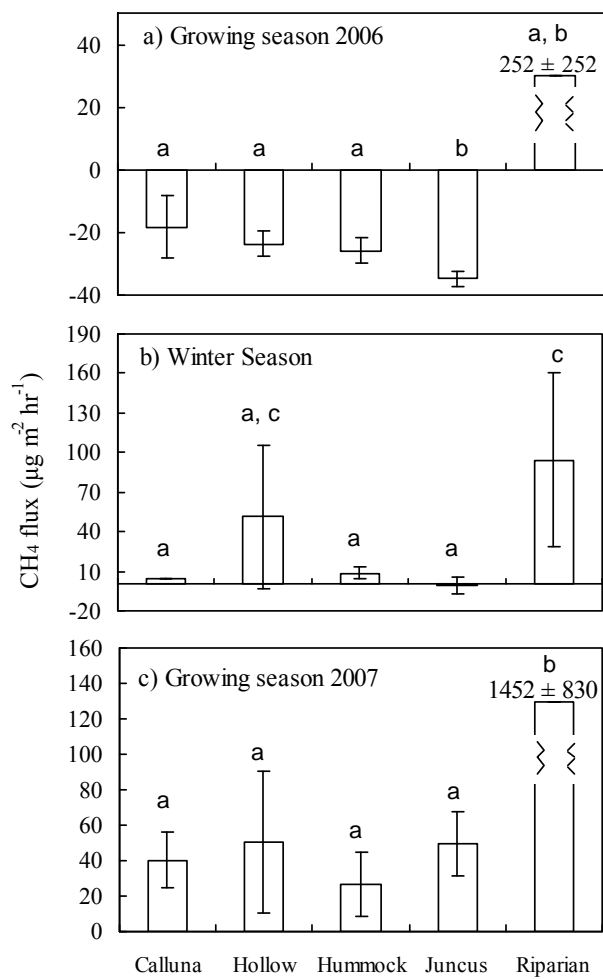 a) Growing season 2006
a, b
252 ± 252
40
20
0
-20
-40
a
a
a
b
b) Winter Season
190
160
130
100
70
40
10
-20
a
a, c
a
a
c
CH₄ flux (µg m⁻² hr⁻¹)
c) Growing season 2007
b
1452 ± 830
160
140
120
100
80
60
40
20
0
a
a
a
a
Calluna Hollow Hummock Juncus Riparian